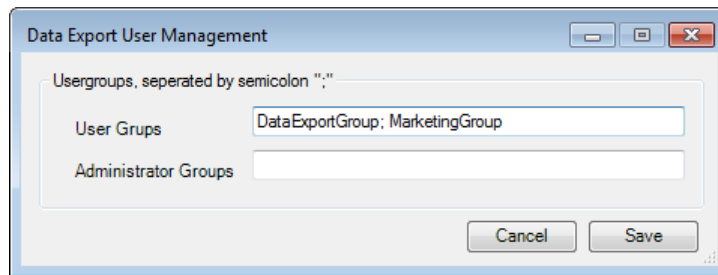 Data Export User Management
Usergroups, seperated by semicolon ";"
User Grups DataExportGroup; MarketingGroup
Administrator Groups
Cancel Save